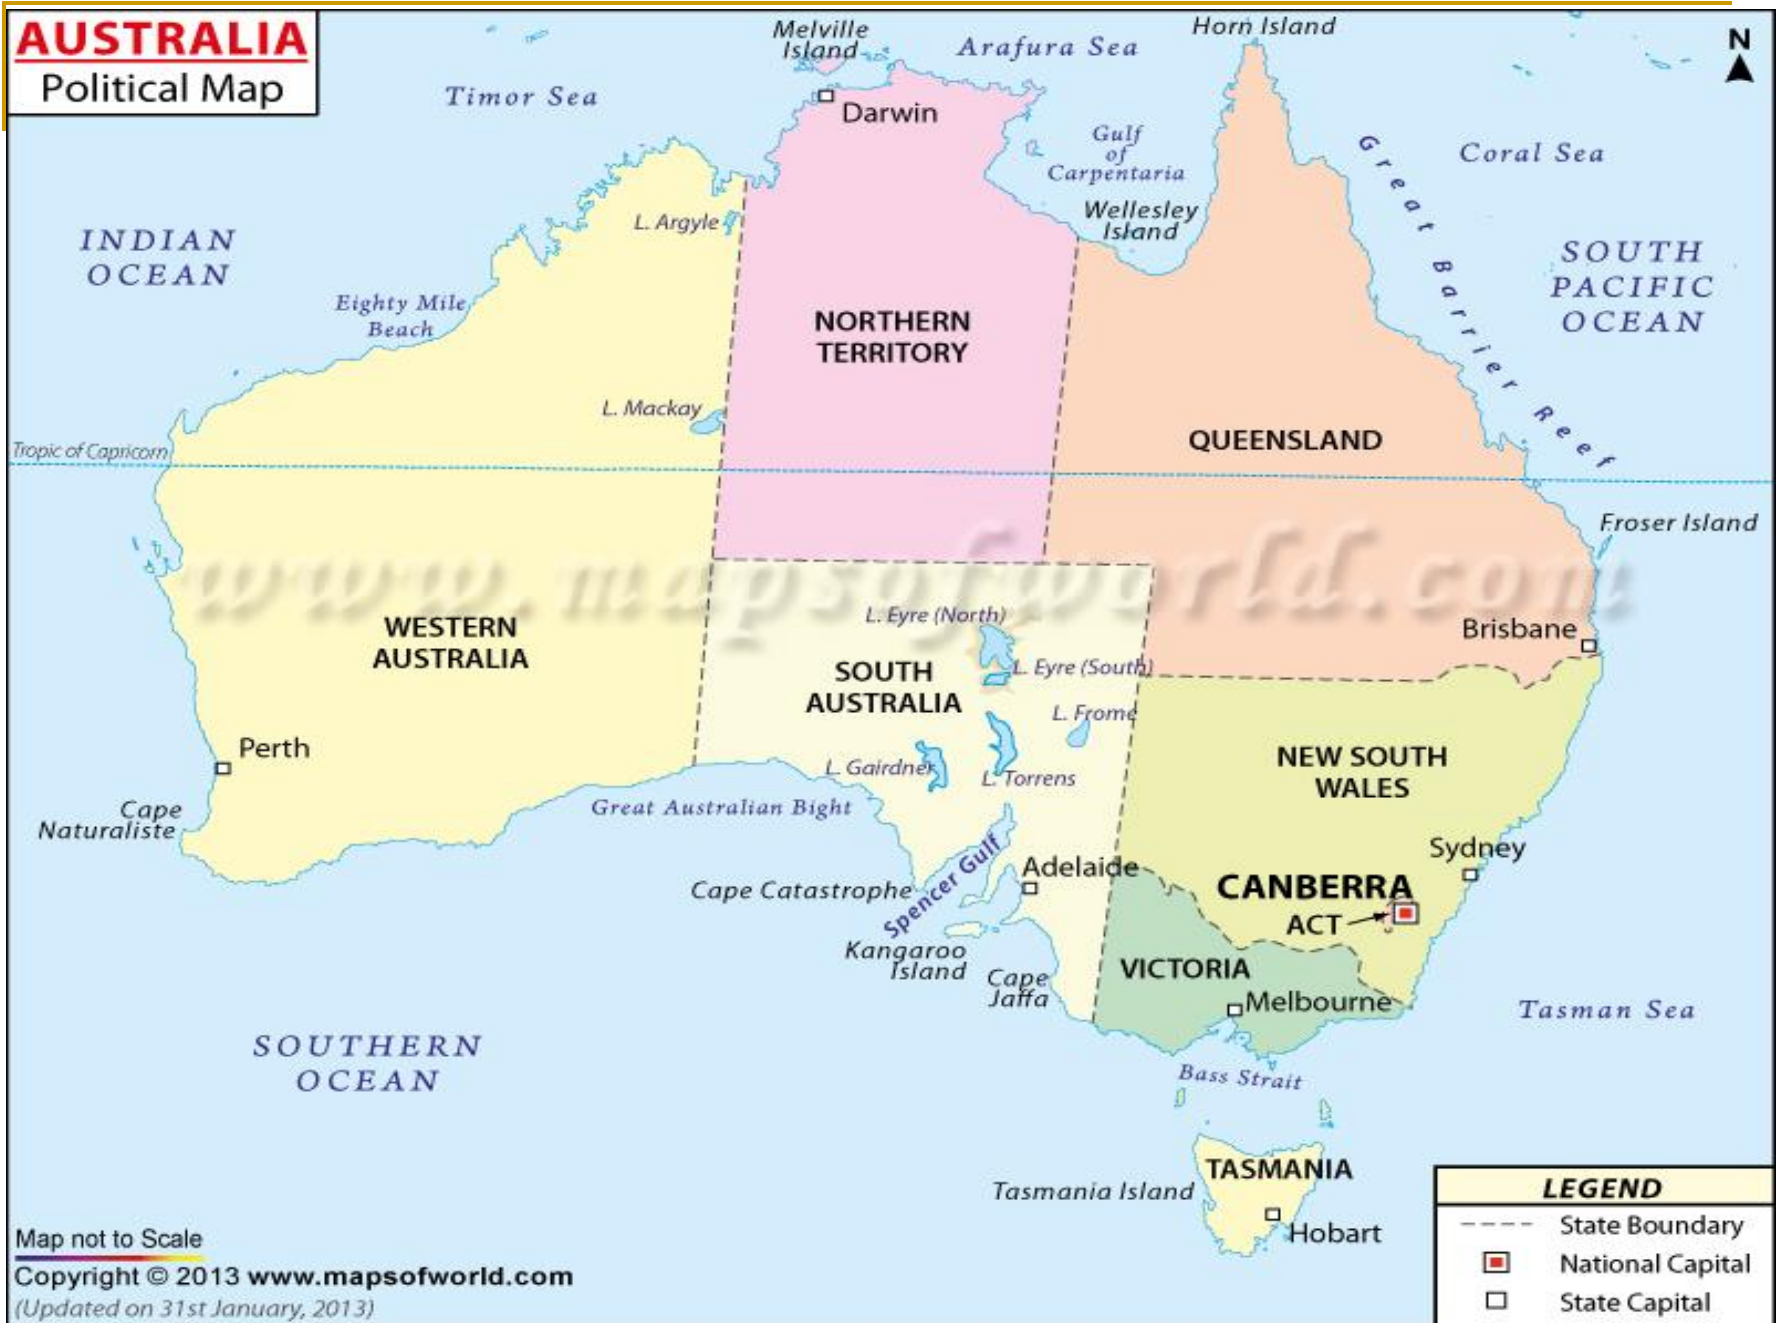 AUSTRALIA
Political Map
Melville
Island
Arafura Sea
Horn Island
N
Timor Sea
Darwin
Gulf
of
Carpentaria
Great Barrier Reef
Coral Sea
Wellesley
Island
L. Argyle
INDIAN
OCEAN
SOUTH
PACIFIC
OCEAN
Eighty Mile
Beach
NORTHERN
TERRITORY
L. Mackay
QUEENSLAND
Tropic of Capricorn
Froser Island
www.mapsofworld.com
WESTERN
AUSTRALIA
L. Eyre (North)
L. Eyre (South)
SOUTH
AUSTRALIA
Brisbane
L. Frome
Perth
L. Gairdner
L. Torrens
NEW SOUTH
WALES
Cape
Naturaliste
Great Australian Bight
Sydney
Adelaide
Cape Catastrophe
Spencer Gulf
CANBERRA
ACT
Kangaroo
Island
Cape
Jaffa
VICTORIA
Melbourne
Tasman Sea
SOUTHERN
OCEAN
Bass Strait
TASMANIA
Tasmania Island
Hobart
LEGEND
State Boundary
National Capital
State Capital
Map not to Scale
Copyright © 2013 www.mapsofworld.com
(Updated on 31st January, 2013)